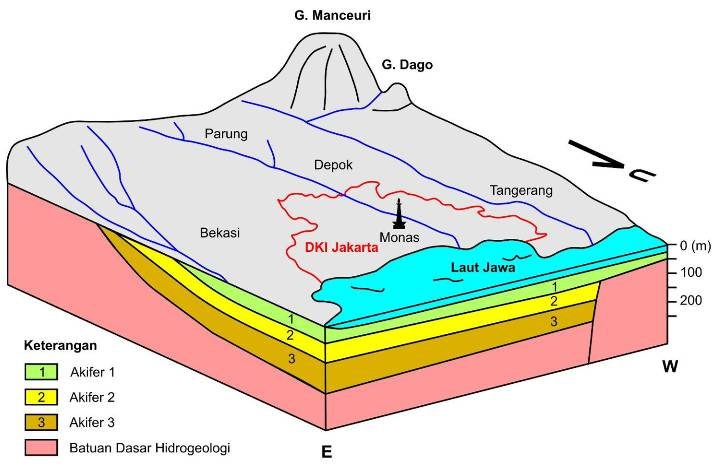 G. Manceuri
G. Dago
Parung
Depok
Tangerang
n
Bekasi
Monas
DKI Jakarta
Laut Jawa
0 (m)
100
200
1
2
3
1
2
3
W
E
Keterangan
1 Akifer 1
2 Akifer 2
3 Akifer 3
Batuan Dasar Hidrogeologi